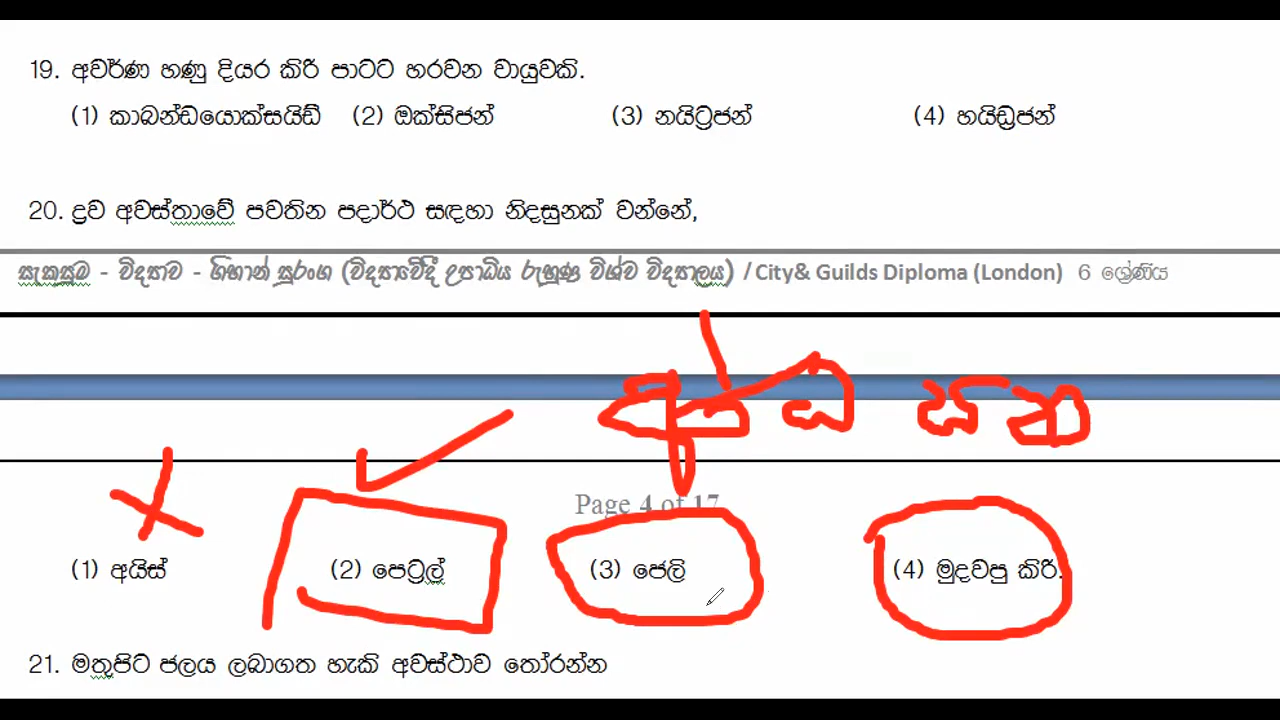 19. අවර්ණ හණු දියර කිරි පාටට හරවන වායුවකි.
(1) කාබන්ඩයොක්සයිඩ් (2) ඔක්සිජන් (3) නයිට්‍රජන් (4) හයිඩ්‍රජන්
20. ද්‍රව අවස්තාවේ පවතින පදාර්ථ සඳහා නිදසුනක් වන්නේ,
සැකසුම - විද්‍යාව - ගිහාන් සුරංග (විද්‍යාවේදී උපාධිය රුහුණ විශ්ව විද්‍යාලය) / City& Guilds Diploma (London) 6 ශ්‍රේණිය
Page 4 of 17
(1) අයිස් (2) පෙට්‍රල් (3) ජෙලි (4) මුදවපු කිරි.
21. මතුපිට ජලය ලබාගත හැකි අවස්ථාව තෝරන්න